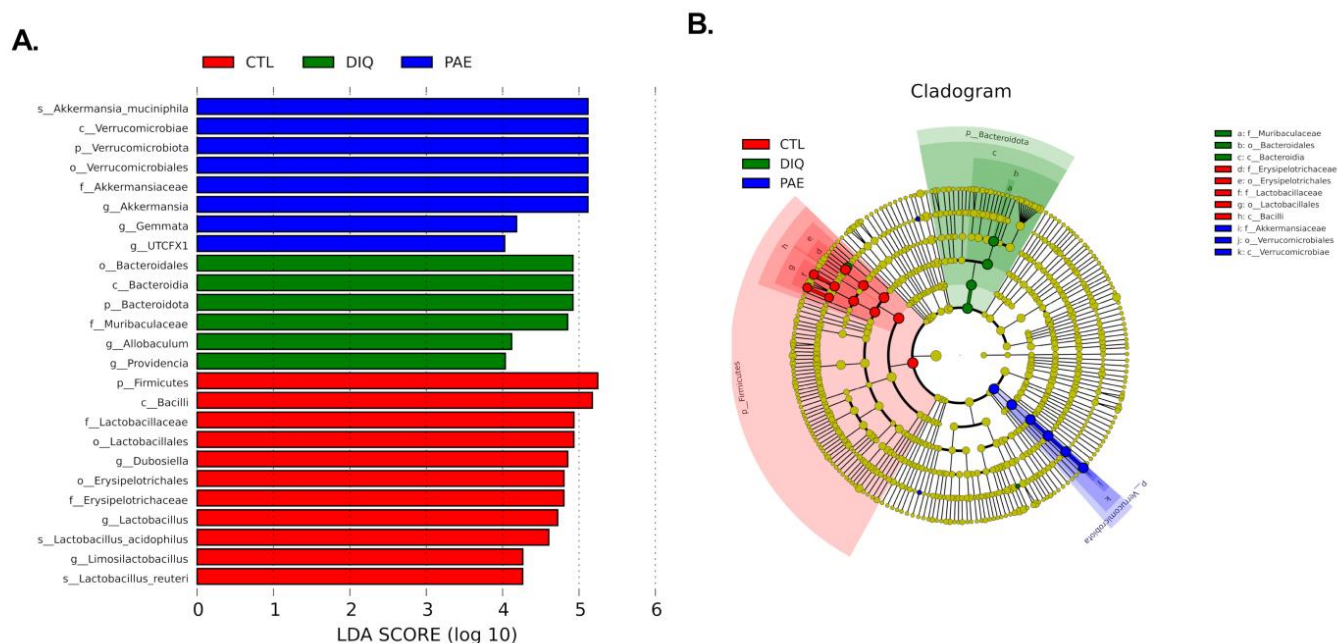 A.
CTL DIQ PAE
s__Akkermansia_muciniphila
c__Verrucomicrobiae
p__Verrucomicrobiota
o__Verrucomicrobiales
f__Akkermansiaceae
g__Akkermansia
g__Gemmata
g__UTCFX1
o__Bacteroidales
c__Bacteroidia
p__Bacteroidota
f__Muribaculaceae
g__Allobaculum
g__Providencia
p__Firmicutes
c__Bacilli
f__Lactobacillaceae
o__Lactobacillales
g__Dubosiella
o__Erysipelotrichales
f__Erysipelotrichaceae
g__Lactobacillus
s__Lactobacillus_acidophilus
g__Limosilactobacillus
s__Lactobacillus_reuteri
0 1 2 3 4 5 6
LDA SCORE (log 10)
B.
Cladogram
CTL
DIQ
PAE
p__Bacteroidota
c
b
a
e
d
h
g
f
p__Firmicutes
k
p__Verrucomicrobiota
a: f__Muribaculaceae
b: o__Bacteroidales
c: c__Bacteroidia
d: f__Erysipelotrichaceae
e: o__Erysipelotrichales
f: f__Lactobacillaceae
g: o__Lactobacillales
h: c__Bacilli
i: f__Akkermansiaceae
j: o__Verrucomicrobiales
k: c__Verrucomicrobiae